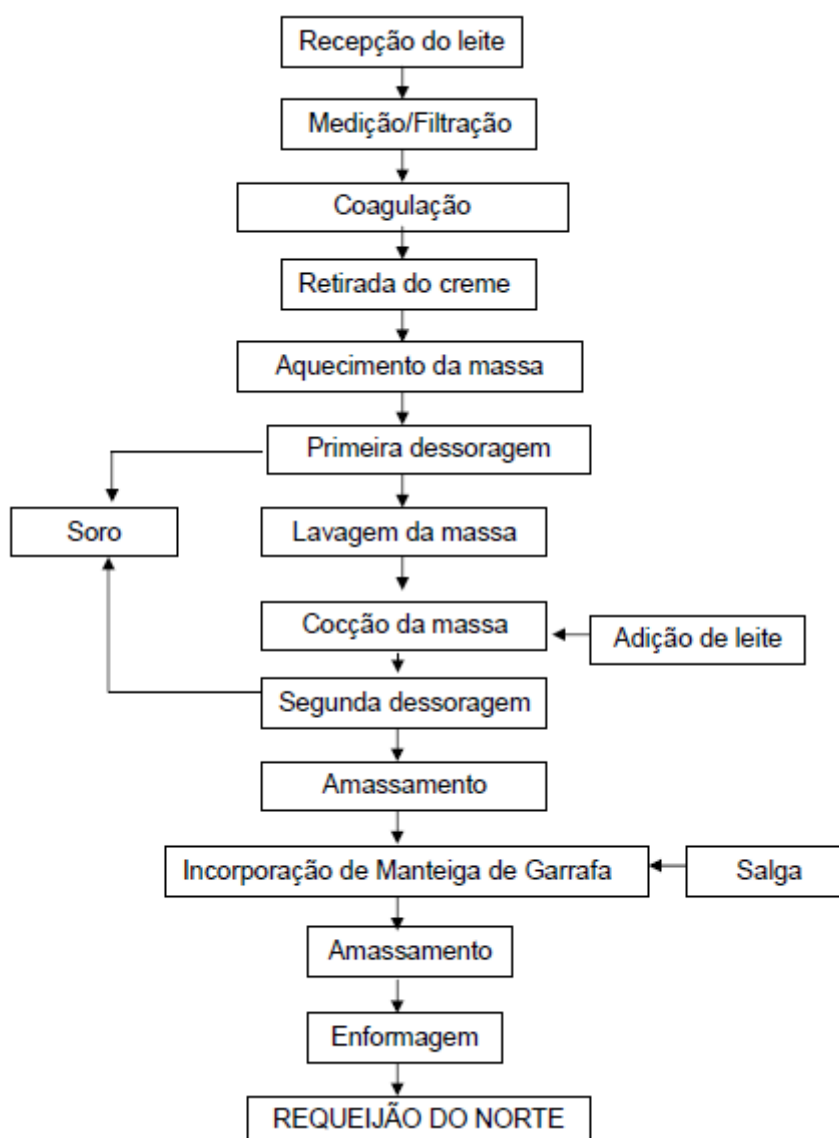 Recepção do leite
Medição/Filtração
Coagulação
Retirada do creme
Aquecimento da massa
Primeira dessoragem
Soro
Lavagem da massa
Cocção da massa
Adição de leite
Segunda dessoragem
Amassamento
Incorporação de Manteiga de Garrafa
Salga
Amassamento
Enformagem
REQUEIJÃO DO NORTE